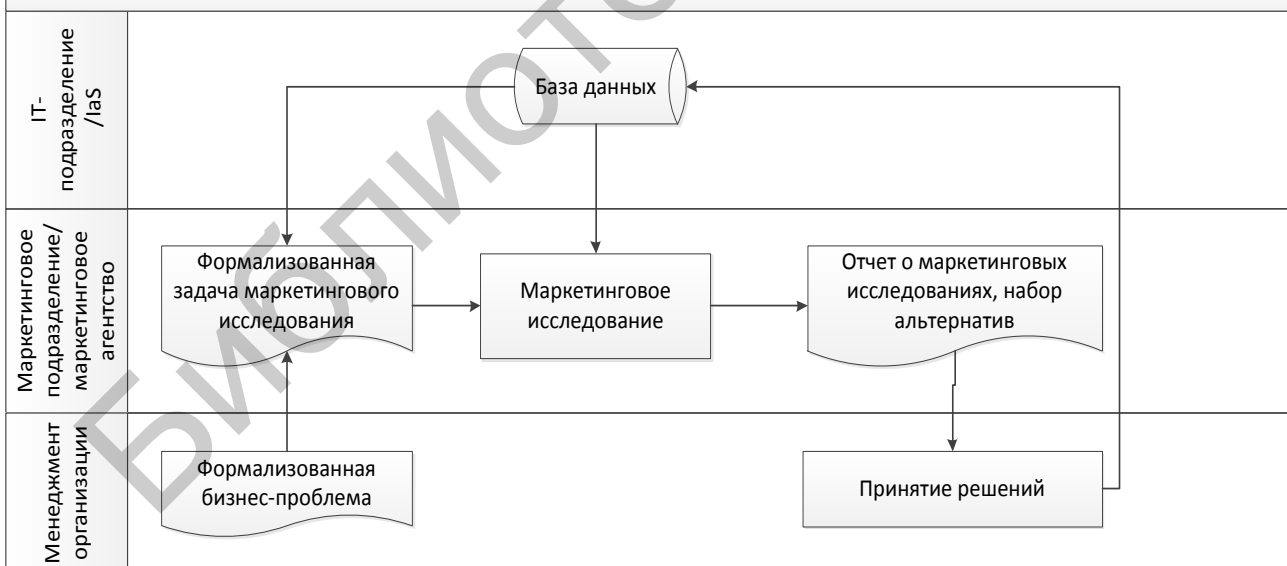 IT-
подразделение
/IaS
База данных
Маркетинговое
подразделение/
маркетинговое
агентство
Формализованная
задача маркетингового
исследования
Маркетинговое
исследование
Отчет о маркетинговых
исследованиях, набор
альтернатив
Менеджмент
организации
Формализованная
бизнес-проблема
Принятие решений